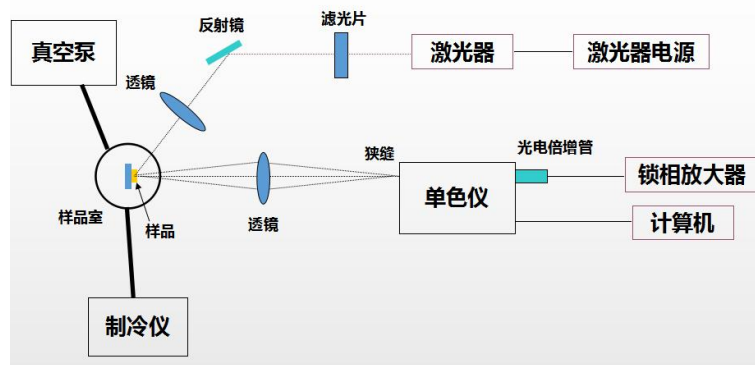 反射镜
滤光片
真空泵
激光器
激光器电源
透镜
狭缝
光电倍增管
锁相放大器
单色仪
计算机
样品室
样品
透镜
制冷仪